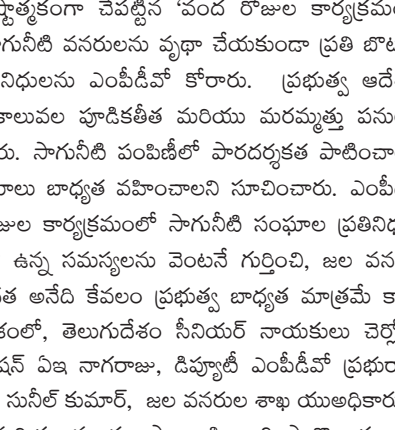 ష్టాత్మకంగా చేపట్టిన ‘వంద రోజుల కార్యక్రమం
గునీటి వనరులను వృథా చేయకుండా ప్రతి బొట
నిధులను ఎంపీడీవో కోరారు. ప్రభుత్వ ఆదే
కాలువల పూడికతీత మరియు మరమ్మత్తు పను
రు. సాగునీటి పంపిణీలో పారదర్శకత పాటించా
ఘాలు బాధ్యత వహించాలని సూచించారు. ఎంపీ
జుల కార్యక్రమంలో సాగునీటి సంఘాల ప్రతినిధ
ఉన్న సమస్యలను వెంటనే గుర్తించి, జల వన
త అనేది కేవలం ప్రభుత్వ బాధ్యత మాత్రమే కా
శంలో, తెలుగుదేశం సీనియర్ నాయకులు చెర్లో
షన్ ఏఇ నాగరాజు, డిప్యూటీ ఎంపీడీవో ప్రభురా
సునీల్ కుమార్, జల వనరుల శాఖ యుఅధికారు